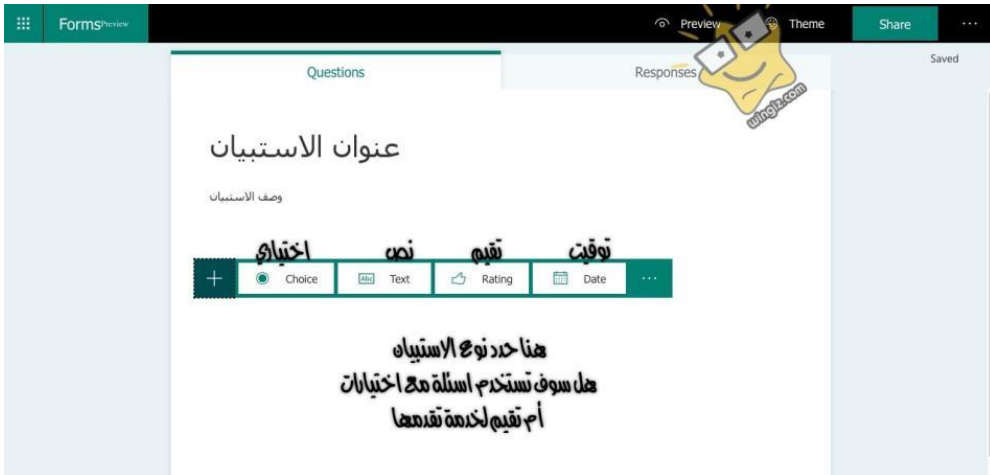 Forms Preview
Preview
Theme
Share
Saved
Questions
Responses
wingiz.com
عنوان الاستبيان
وصف الاستبيان
اختياري
نص
تقيم
توقيت
Choice
Abc
Text
Rating
Date
هنا حدد نوع الاستبيان
هل سوف تستخدم اسئلة مع اختيارات
أم تقيم لخدمة تقدمها